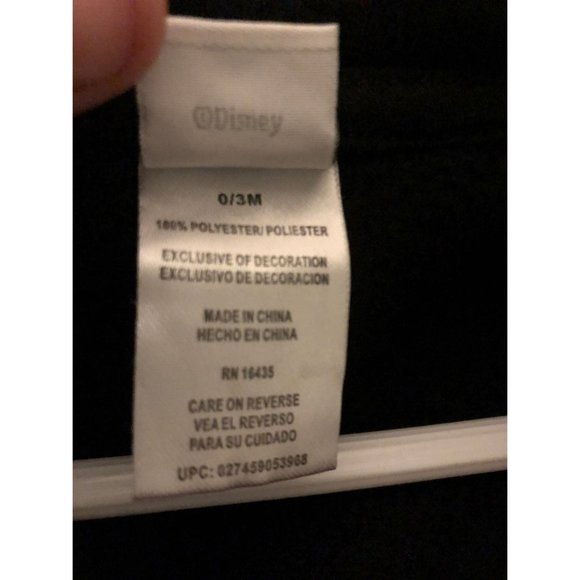 ©Disney
0/3M
100% POLYESTER/POLIESTER
EXCLUSIVE OF DECORATION
EXCLUSIVO DE DECORACION
MADE IN CHINA
HECHO EN CHINA
RN 16435
CARE ON REVERSE
VEA EL REVERSO
PARA SU CUIDADO
UPC: 027459053968